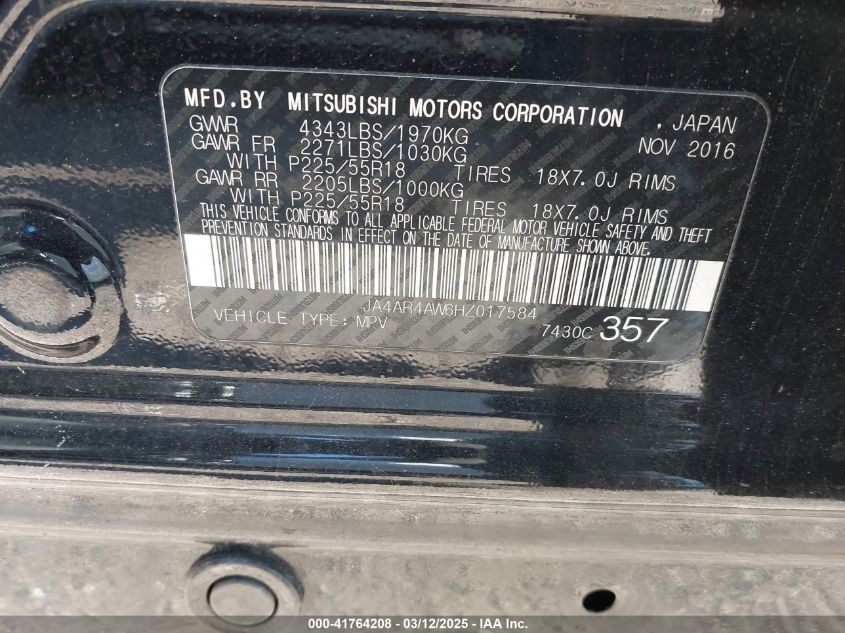 MFD.BY MITSUBISHI MOTORS CORPORATION , JAPAN
GVWR 4343LBS/1970KG NOV 2016
GAWR FR 2271LBS/1030KG
WITH P225/55R18 TIRES 18X7.0J RIMS
GAWR RR 2205LBS/1000KG
WITH P225/55R18 TIRES 18X7.0J RIMS
THIS VEHICLE CONFORMS TO ALL APPLICABLE FEDERAL MOTOR VEHICLE SAFETY AND THEFT
PREVENTION STANDARDS IN EFFECT ON THE DATE OF MANUFACTURE SHOWN ABOVE.
JA4AR4AW6HZ017584
VEHICLE TYPE: MPV 7430C 357
000-41764208 - 03/12/2025 - IAA Inc.